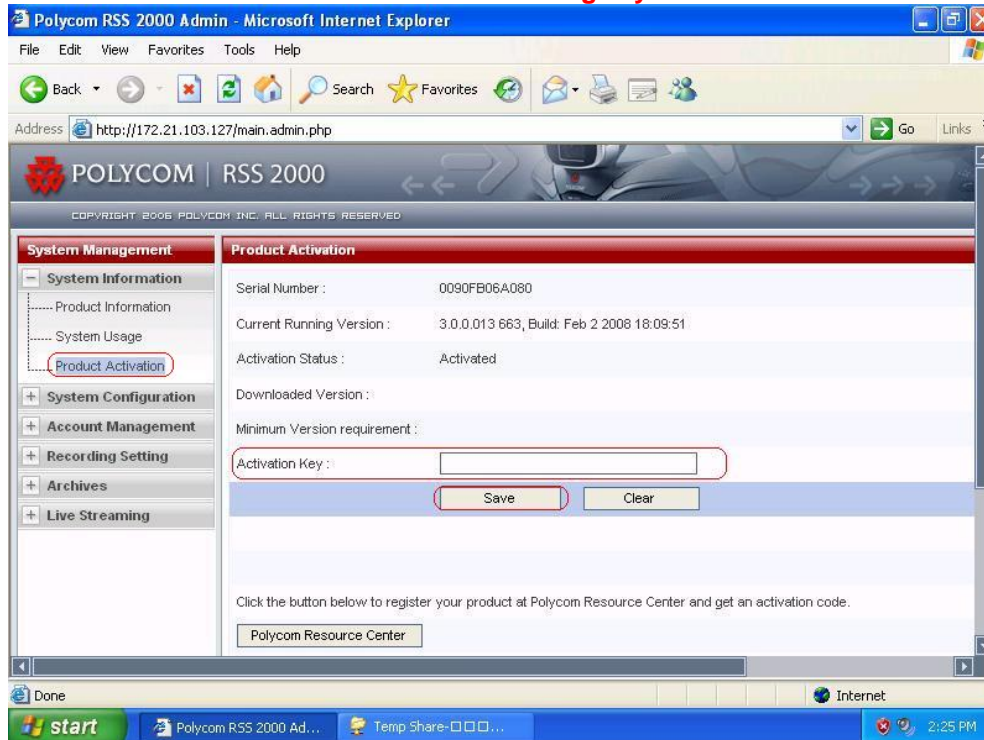 Polycom RSS 2000 Admin - Microsoft Internet Explorer
File Edit View Favorites Tools Help
Back Search Favorites
Address http://172.21.103.127/main.admin.php Go Links
POLYCOM | RSS 2000
COPYRIGHT 2006 POLYCOM INC. ALL RIGHTS RESERVED
System Management
System Information
Product Information
System Usage
Product Activation
System Configuration
Account Management
Recording Setting
Archives
Live Streaming
Product Activation
Serial Number : 0090FB06A080
Current Running Version : 3.0.0.013 663, Build: Feb 2 2008 18:09:51
Activation Status : Activated
Downloaded Version :
Minimum Version requirement :
Activation Key :
Save Clear
Click the button below to register your product at Polycom Resource Center and get an activation code.
Polycom Resource Center
Done Internet
start Polycom RSS 2000 Ad... Temp Share-□□□... 2:25 PM